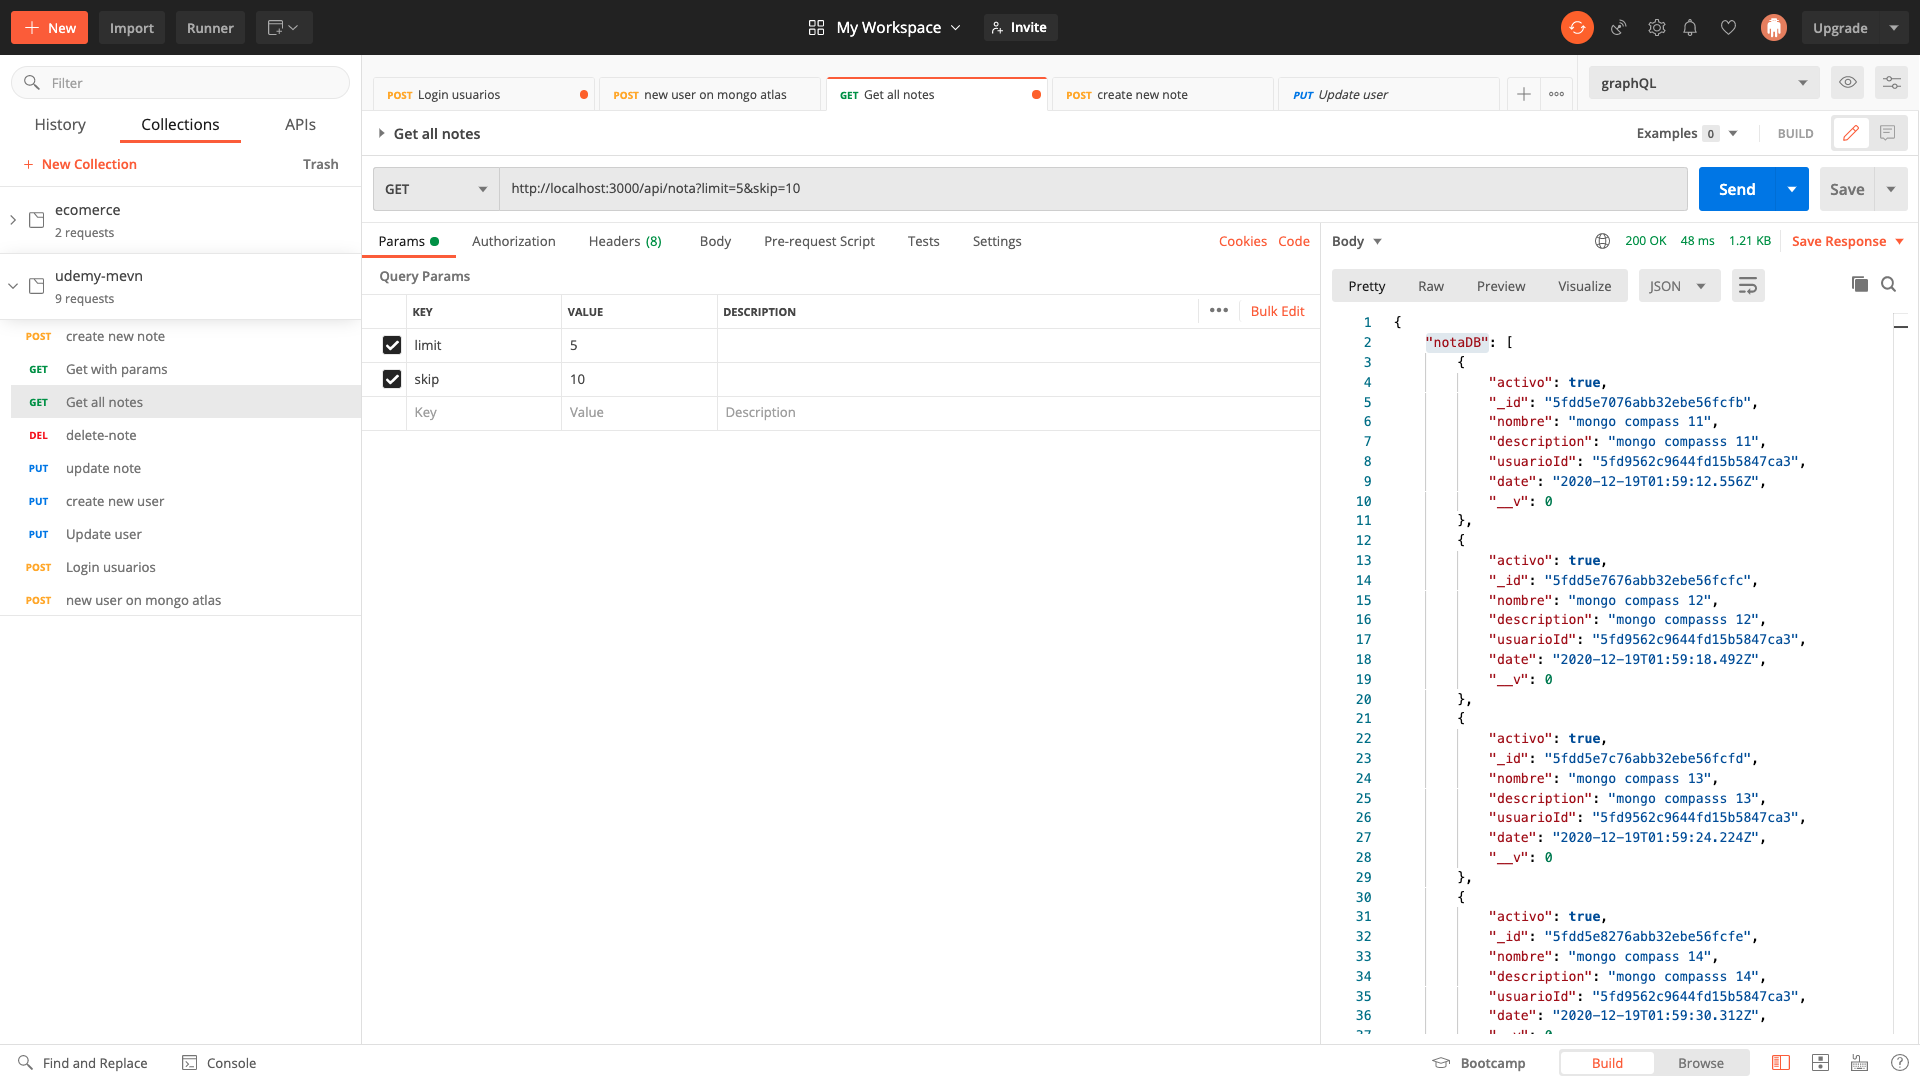 New
Import
Runner
My Workspace
Invite
Upgrade
Filter
History
Collections
APIs
New Collection
Trash
ecomerce
2 requests
udemy-mevn
9 requests
POST create new note
GET Get with params
GET Get all notes
DEL delete-note
PUT update note
PUT create new user
PUT Update user
POST Login usuarios
POST new user on mongo atlas
POST Login usuarios
POST new user on mongo atlas
GET Get all notes
POST create new note
PUT Update user
graphQL
Get all notes
Examples 0
BUILD
GET
http://localhost:3000/api/nota?limit=5&skip=10
Send
Save
Params
Authorization
Headers (8)
Body
Pre-request Script
Tests
Settings
Cookies
Code
Query Params
KEY VALUE DESCRIPTION
Bulk Edit
limit 5
skip 10
Key Value Description
Body
200 OK 48 ms 1.21 KB
Save Response
Pretty Raw Preview Visualize
JSON
1 {
2 "notaDB": [
3 {
4 "activo": true,
5 "_id": "5fdd5e7076abb32ebe56fcfb",
6 "nombre": "mongo compass 11",
7 "description": "mongo compasss 11",
8 "usuarioId": "5fd9562c9644fd15b5847ca3",
9 "date": "2020-12-19T01:59:12.556Z",
10 "__v": 0
11 },
12 {
13 "activo": true,
14 "_id": "5fdd5e7676abb32ebe56fcfc",
15 "nombre": "mongo compass 12",
16 "description": "mongo compasss 12",
17 "usuarioId": "5fd9562c9644fd15b5847ca3",
18 "date": "2020-12-19T01:59:18.492Z",
19 "__v": 0
20 },
21 {
22 "activo": true,
23 "_id": "5fdd5e7c76abb32ebe56fcfd",
24 "nombre": "mongo compass 13",
25 "description": "mongo compasss 13",
26 "usuarioId": "5fd9562c9644fd15b5847ca3",
27 "date": "2020-12-19T01:59:24.224Z",
28 "__v": 0
29 },
30 {
31 "activo": true,
32 "_id": "5fdd5e8276abb32ebe56fcfe",
33 "nombre": "mongo compass 14",
34 "description": "mongo compasss 14",
35 "usuarioId": "5fd9562c9644fd15b5847ca3",
36 "date": "2020-12-19T01:59:30.312Z",
Find and Replace
Console
Bootcamp
Build
Browse